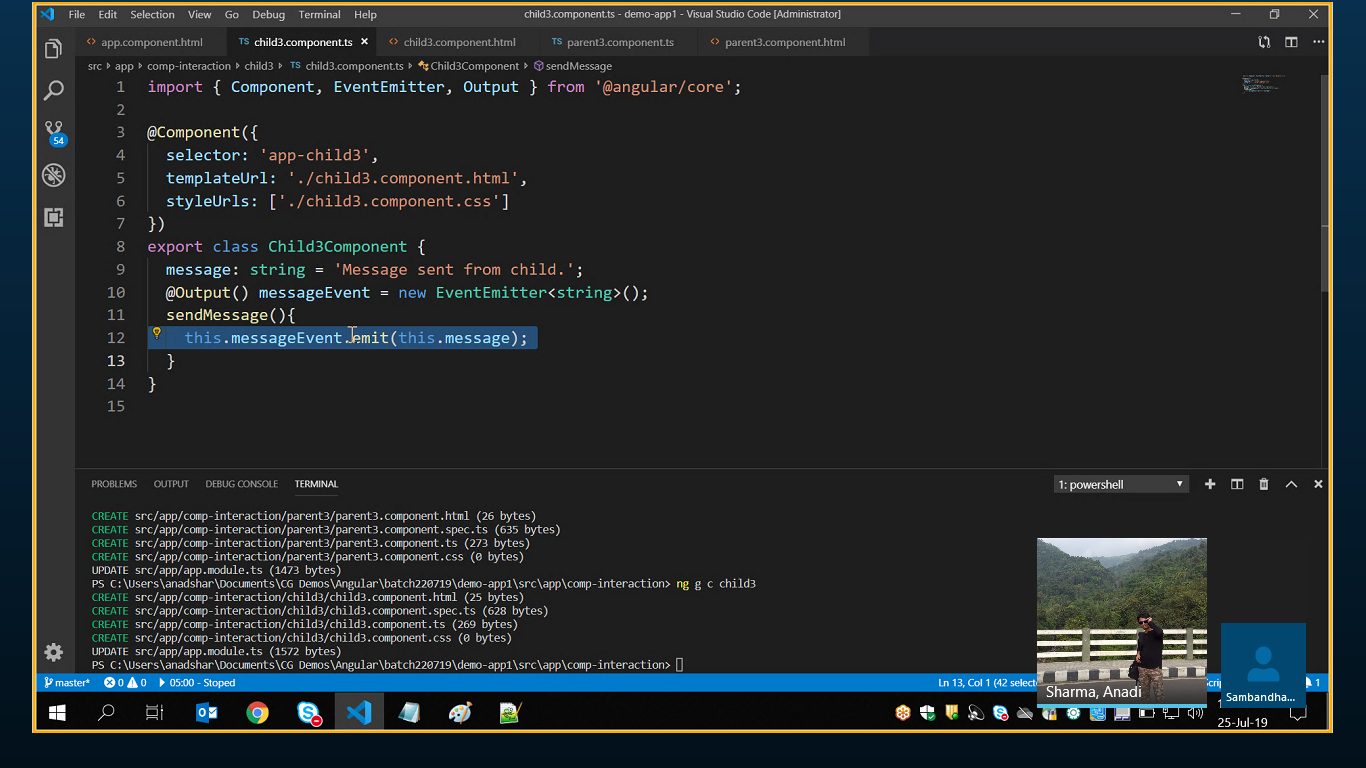 File Edit Selection View Go Debug Terminal Help
child3.component.ts - demo-app1 - Visual Studio Code [Administrator]
app.component.html
TS child3.component.ts
child3.component.html
TS parent3.component.ts
parent3.component.html
src app comp-interaction child3 TS child3.component.ts Child3Component sendMessage
1 import { Component, EventEmitter, Output } from '@angular/core';
2
3 @Component({
4 selector: 'app-child3',
5 templateUrl: './child3.component.html',
6 styleUrls: ['./child3.component.css']
7 })
8 export class Child3Component {
9 message: string = 'Message sent from child.';
10 @Output() messageEvent = new EventEmitter<string>();
11 sendMessage(){
12 this.messageEvent.emit(this.message);
13 }
14 }
15
54
PROBLEMS OUTPUT DEBUG CONSOLE TERMINAL
1: powershell
CREATE src/app/comp-interaction/parent3/parent3.component.html (26 bytes)
CREATE src/app/comp-interaction/parent3/parent3.component.spec.ts (635 bytes)
CREATE src/app/comp-interaction/parent3/parent3.component.ts (273 bytes)
CREATE src/app/comp-interaction/parent3/parent3.component.css (0 bytes)
UPDATE src/app/app.module.ts (1473 bytes)
PS C:\Users\anadshar\Documents\CG Demos\Angular\batch220719\demo-app1\src\app\comp-interaction> ng g c child3
CREATE src/app/comp-interaction/child3/child3.component.html (25 bytes)
CREATE src/app/comp-interaction/child3/child3.component.spec.ts (628 bytes)
CREATE src/app/comp-interaction/child3/child3.component.ts (269 bytes)
CREATE src/app/comp-interaction/child3/child3.component.css (0 bytes)
UPDATE src/app/app.module.ts (1572 bytes)
PS C:\Users\anadshar\Documents\CG Demos\Angular\batch220719\demo-app1\src\app\comp-interaction>
master* 0 0 05:00 - Stoped
Ln 13, Col 1 (42 selecte
1
Sharma, Anadi
Sambandha...
25-Jul-19